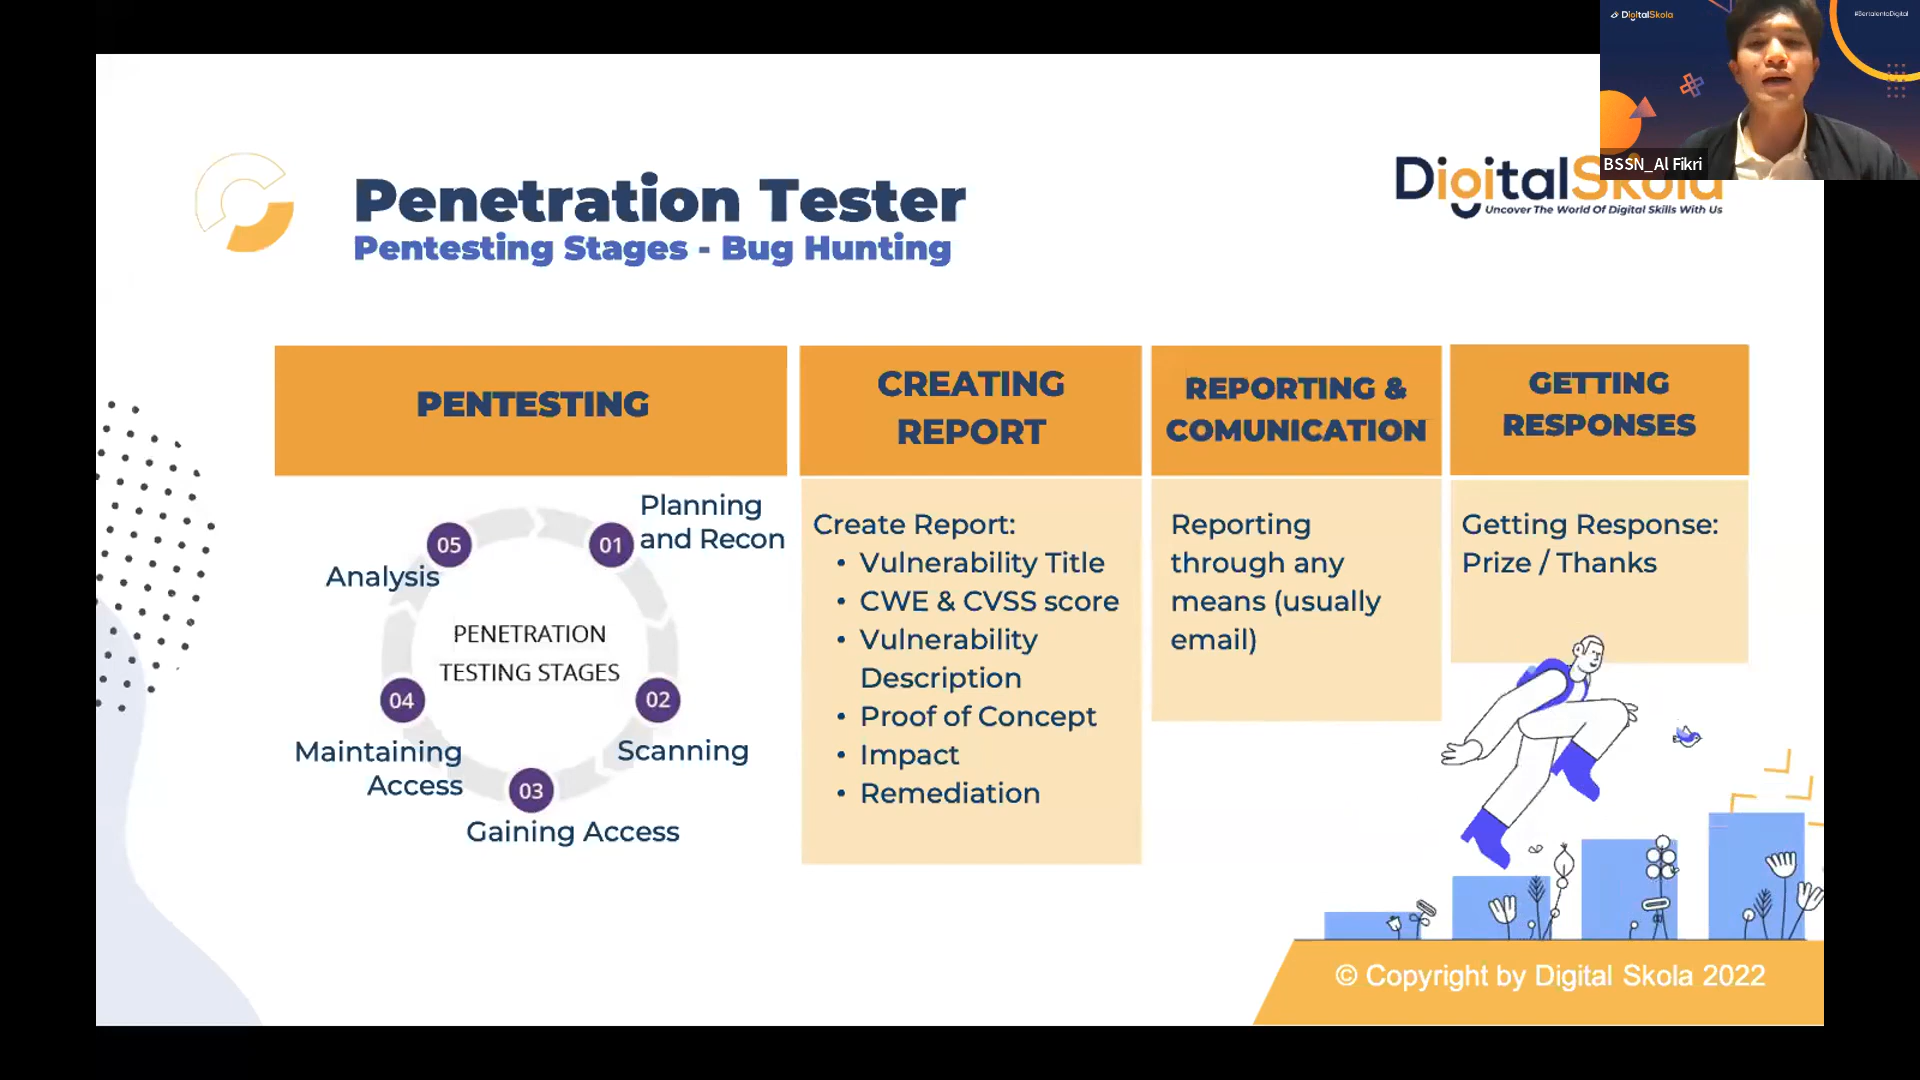 DigitalSkola
#BertalentaDigital
BSSN_Al Fikri
Penetration Tester
Pentesting Stages - Bug Hunting
DigitalSkola
Uncover The World Of Digital Skills With Us
PENTESTING
05
01
Planning
and Recon
Analysis
PENETRATION
TESTING STAGES
04
02
Maintaining
Access
Scanning
03
Gaining Access
CREATING
REPORT
Create Report:
• Vulnerability Title
• CWE & CVSS score
• Vulnerability
Description
• Proof of Concept
• Impact
• Remediation
REPORTING &
COMUNICATION
Reporting
through any
means (usually
email)
GETTING
RESPONSES
Getting Response:
Prize / Thanks
© Copyright by Digital Skola 2022